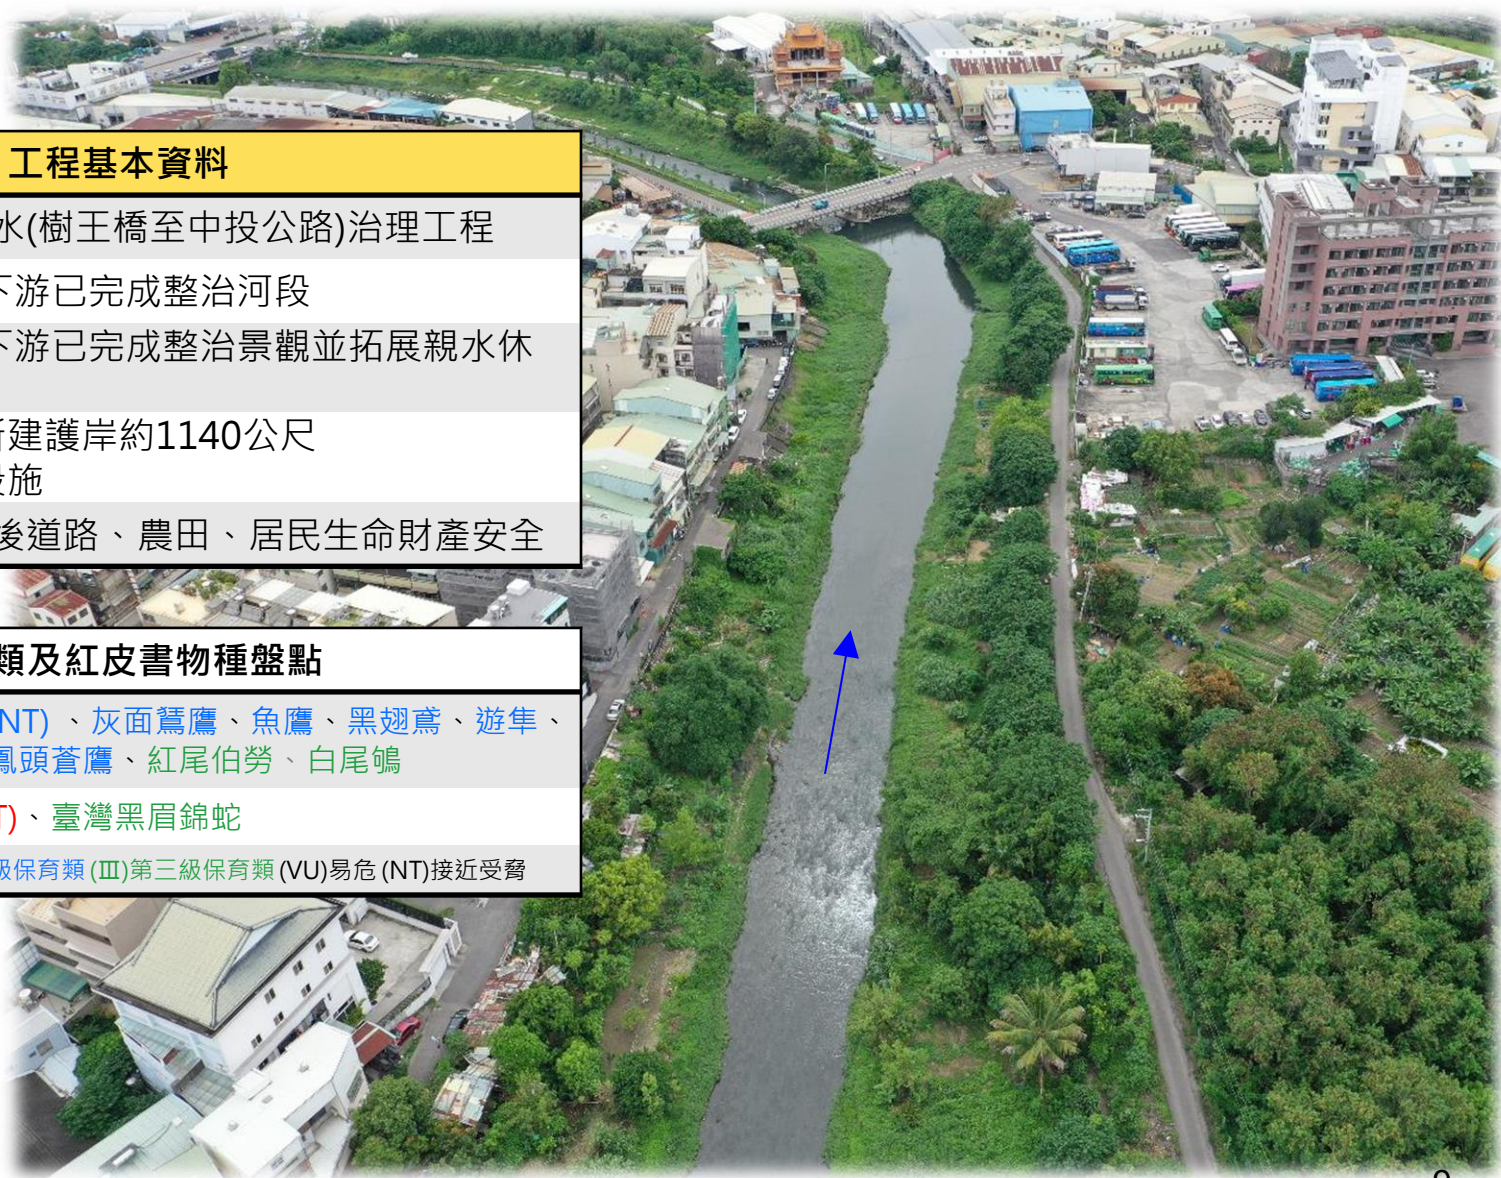 工程基本資料
水(樹王橋至中投公路)治理工程
下游已完成整治河段
下游已完成整治景觀並拓展親水休
新建護岸約1140公尺
設施
後道路、農田、居民生命財產安全
類及紅皮書物種盤點
NT) 、灰面鵟鷹、魚鷹、黑翅鳶、遊隼、
鳳頭蒼鷹、紅尾伯勞、白尾鴝
T)、臺灣黑眉錦蛇
級保育類(III)第三級保育類(VU)易危(NT)接近受脅